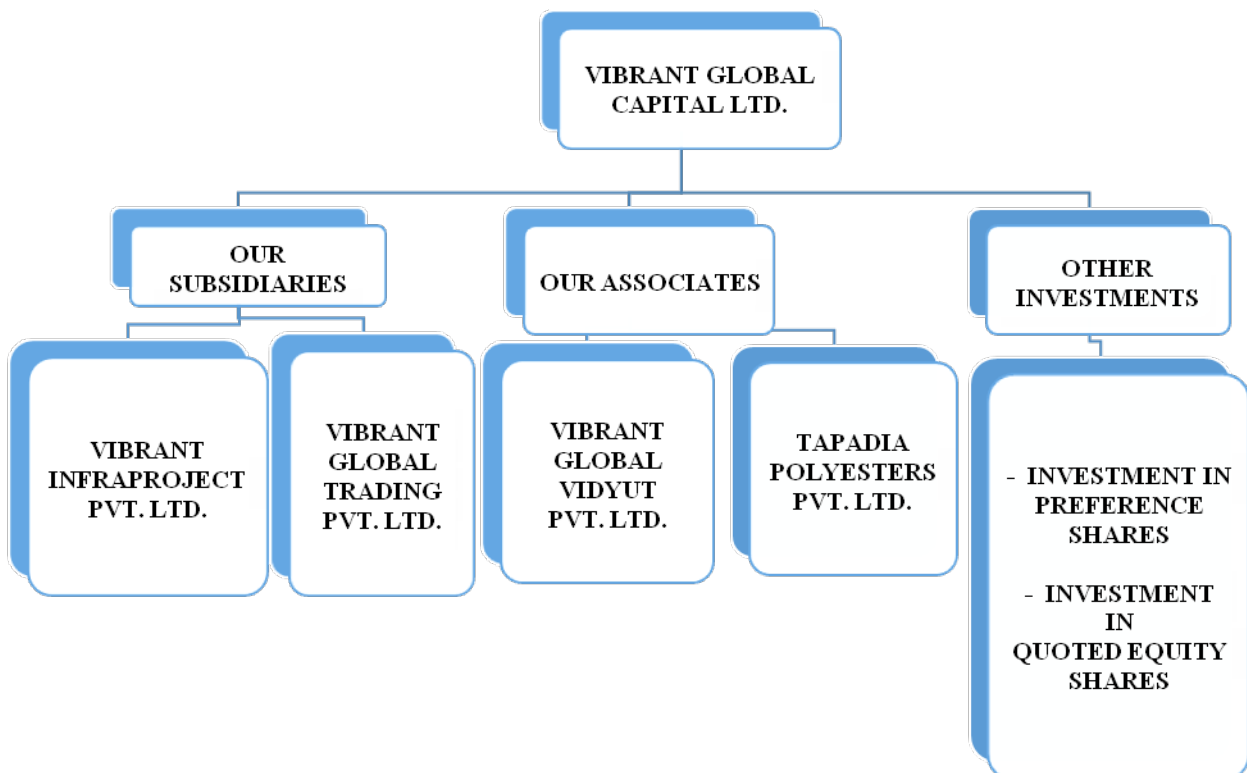 VIBRANT GLOBAL
CAPITAL LTD.
OUR
SUBSIDIARIES
OUR ASSOCIATES
OTHER
INVESTMENTS
VIBRANT
INFRAPROJECT
PVT. LTD.
VIBRANT
GLOBAL
TRADING
PVT. LTD.
VIBRANT
GLOBAL
VIDYUT
PVT. LTD.
TAPADIA
POLYESTERS
PVT. LTD.
- INVESTMENT IN
PREFERENCE
SHARES
- INVESTMENT
IN
QUOTED EQUITY
SHARES